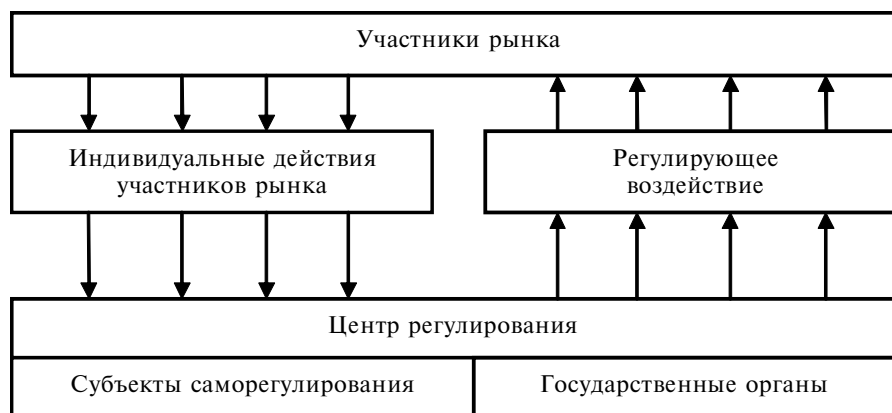 Участники рынка
Индивидуальные действия
участников рынка
Регулирующее
воздействие
Центр регулирования
Субъекты саморегулирования
Государственные органы